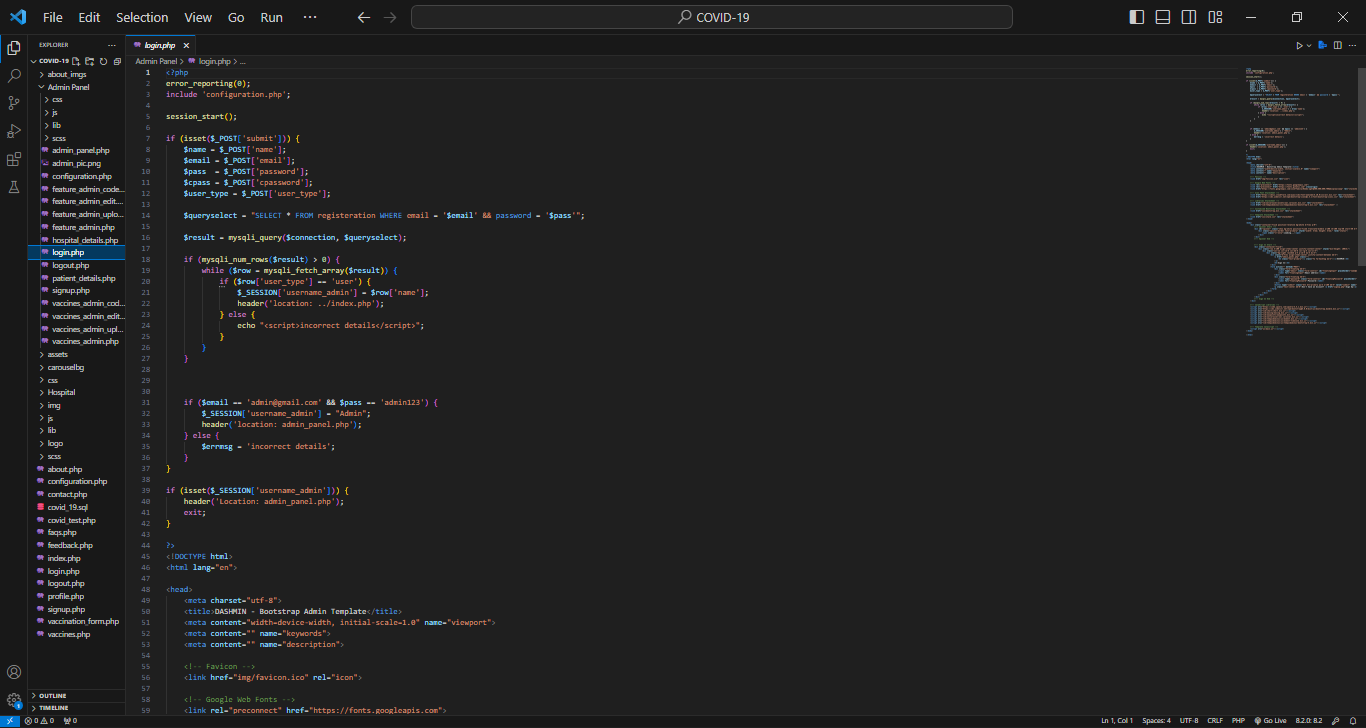 File Edit Selection View Go Run ··· COVID-19
EXPLORER ···
COVID-19
about_imgs
Admin Panel
css
js
lib
scss
admin_panel.php
admin_pic.png
configuration.php
feature_admin_code...
feature_admin_edit....
feature_admin_uplo...
feature_admin.php
hospital_details.php
login.php
logout.php
patient_details.php
signup.php
vaccines_admin_cod...
vaccines_admin_edit...
vaccines_admin_upl...
vaccines_admin.php
assets
carouselbg
css
Hospital
img
js
lib
logo
scss
about.php
configuration.php
contact.php
covid_19.sql
covid_test.php
faqs.php
feedback.php
index.php
login.php
logout.php
profile.php
signup.php
vaccination_form.php
vaccines.php
OUTLINE
TIMELINE
login.php
Admin Panel > login.php > ...
1 <?php
2 error_reporting(0);
3 include 'configuration.php';
4
5 session_start();
6
7 if (isset($_POST['submit'])) {
8 $name = $_POST['name'];
9 $email = $_POST['email'];
10 $pass = $_POST['password'];
11 $cpass = $_POST['cpassword'];
12 $user_type = $_POST['user_type'];
13
14 $queryselect = "SELECT * FROM registeration WHERE email = '$email' && password = '$pass'";
15
16 $result = mysqli_query($connection, $queryselect);
17
18 if (mysqli_num_rows($result) > 0) {
19 while ($row = mysqli_fetch_array($result)) {
20 if ($row['user_type'] == 'user') {
21 $_SESSION['username_admin'] = $row['name'];
22 header('location: ../index.php');
23 } else {
24 echo "<script>incorrect details</script>";
25 }
26 }
27 }
28
29
30
31 if ($email == 'admin@gmail.com' && $pass == 'admin123') {
32 $_SESSION['username_admin'] = "Admin";
33 header('location: admin_panel.php');
34 } else {
35 $errmsg = 'incorrect details';
36 }
37 }
38
39 if (isset($_SESSION['username_admin'])) {
40 header('Location: admin_panel.php');
41 exit;
42 }
43
44 ?>
45 <!DOCTYPE html>
46 <html lang="en">
47
48 <head>
49 <meta charset="utf-8">
50 <title>DASHMIN - Bootstrap Admin Template</title>
51 <meta content="width=device-width, initial-scale=1.0" name="viewport">
52 <meta content="" name="keywords">
53 <meta content="" name="description">
54
55 <!-- Favicon -->
56 <link href="img/favicon.ico" rel="icon">
57
58 <!-- Google Web Fonts -->
59 <link rel="preconnect" href="https://fonts.googleapis.com">
0 0 0 Ln 1, Col 1 Spaces: 4 UTF-8 CRLF PHP Go Live 8.2.0: 8.2